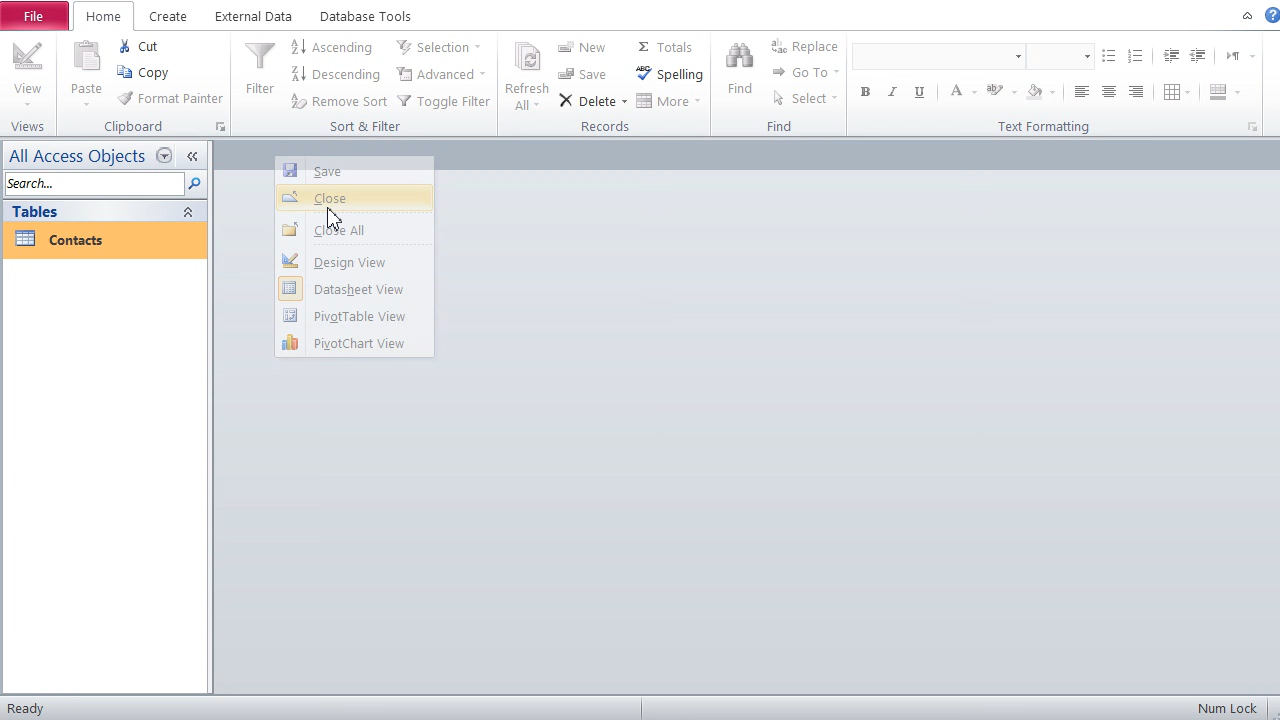 File Home Create External Data Database Tools
View
Views
Paste
Cut
Copy
Format Painter
Clipboard
Filter
Ascending
Descending
Remove Sort
Selection
Advanced
Toggle Filter
Sort & Filter
Refresh
All
New
Save
Delete
Totals
Spelling
More
Records
Find
Replace
Go To
Select
Find
B I U A
Text Formatting
All Access Objects
Search...
Tables
Contacts
Save
Close
Close All
Design View
Datasheet View
PivotTable View
PivotChart View
Ready
Num Lock